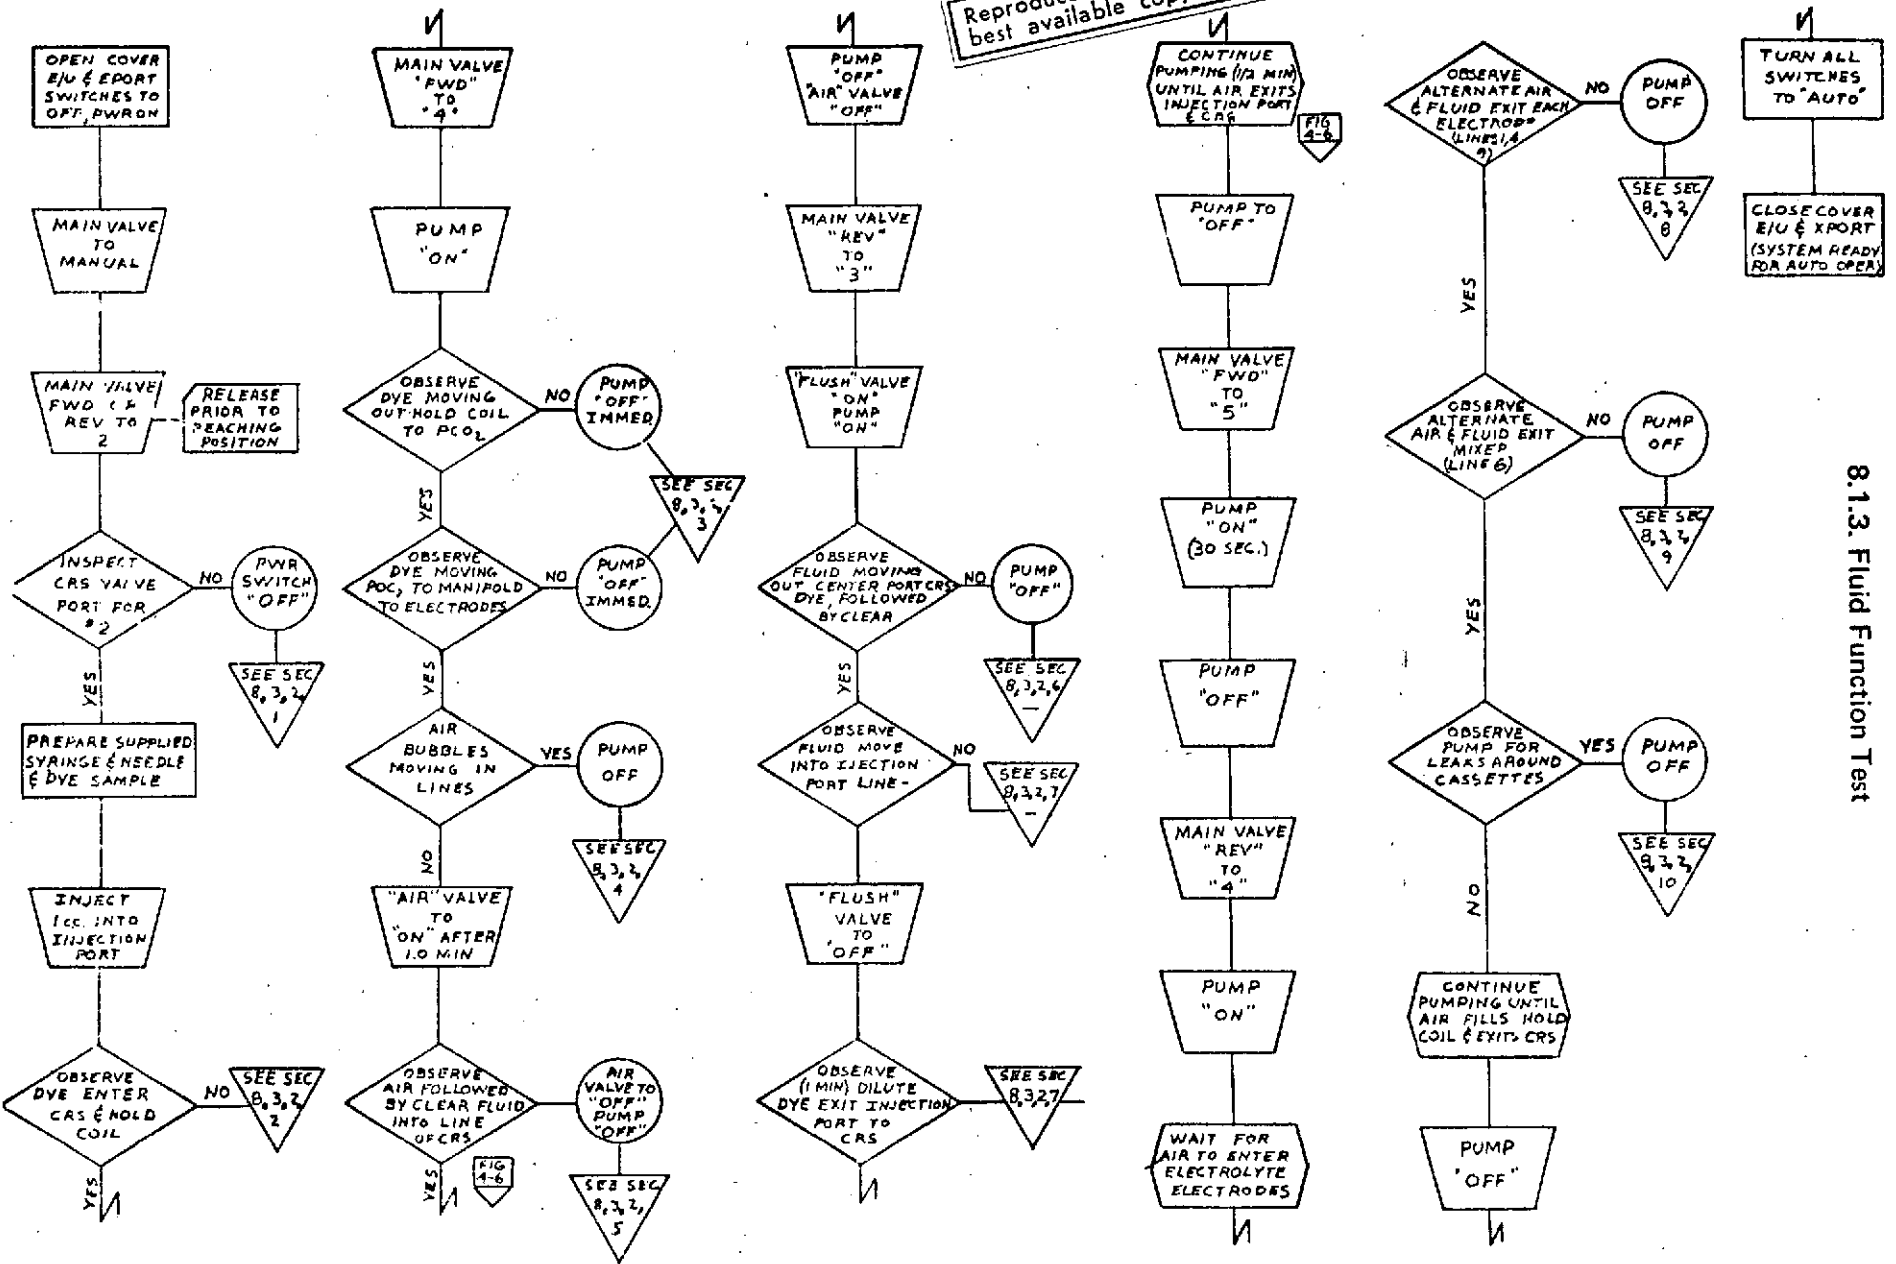 Reproduc
best available cop
8.1.3. Fluid Function Test
OPEN COVER
E/U & EPORT
SWITCHES TO
OFF, PWR ON
MAIN VALVE
TO
MANUAL
MAIN VALVE
FWD
REV TO
2
RELEASE
PRIOR TO
REACHING
POSITION
INSPECT
CRS VALVE
PORT FOR
#2
NO
PWR
SWITCH
"OFF"
SEE SEC
8,3,2,
1
YES
PREPARE SUPPLIED
SYRINGE & NEEDLE
& DYE SAMPLE
INJECT
1cc. INTO
INJECTION
PORT
OBSERVE
DYE ENTER
CRS & HOLD
COIL
NO
SEE SEC
8,3,2,
2
YES
MAIN VALVE
"FWD"
TO
"4"
PUMP
"ON"
OBSERVE
DYE MOVING
OUT-HOLD COIL
TO PCO2
NO
PUMP
"OFF"
IMMED
SEE SEC
3
YES
OBSERVE
DYE MOVING
POC, TO MANIFOLD
TO ELECTRODES
NO
PUMP
"OFF"
IMMED.
YES
AIR
BUBBLES
MOVING IN
LINES
YES
PUMP
OFF
SEE SEC
8,3,2,
4
NO
"AIR" VALVE
TO
"ON" AFTER
1.0 MIN
OBSERVE
AIR FOLLOWED
BY CLEAR FLUID
INTO LINE
OF CRS
AIR
VALVE TO
"OFF"
PUMP
"OFF"
SEE SEC
8,3,2,
5
YES
FIG
4-6
PUMP
"OFF"
"AIR" VALVE
"OFF"
MAIN VALVE
"REV"
TO
"3"
"FLUSH" VALVE
"ON"
PUMP
"ON"
OBSERVE
FLUID MOVING
OUT CENTER PORT CRS
DYE, FOLLOWED
BY CLEAR
NO
PUMP
"OFF"
SEE SEC
8,3,2,6
—
YES
OBSERVE
FLUID MOVE
INTO INJECTION
PORT LINE-
NO
SEE SEC
8,3,2,7
—
"FLUSH"
VALVE
TO
"OFF"
OBSERVE
(1 MIN) DILUTE
DYE EXIT INJECTION
PORT TO
CRS
SEE SEC
8,3,2,7
CONTINUE
PUMPING (1/2 MIN)
UNTIL AIR EXITS
INJECTION PORT
& CRS
FIG
4-6
PUMP TO
"OFF"
MAIN VALVE
"FWD"
TO
"5"
PUMP
"ON"
(30 SEC.)
PUMP
"OFF"
MAIN VALVE
"REV"
TO
"4"
PUMP
"ON"
WAIT FOR
AIR TO ENTER
ELECTROLYTE
ELECTRODES
OBSERVE
ALTERNATE AIR
& FLUID EXIT EACH
ELECTRODE
(LINES 1,4
9)
NO
PUMP
OFF
SEE SEC
8,3,2,
8
YES
OBSERVE
ALTERNATE
AIR & FLUID EXIT
MIXER
(LINE 6)
NO
PUMP
OFF
SEE SEC
8,3,2,
9
YES
OBSERVE
PUMP FOR
LEAKS AROUND
CASSETTES
YES
PUMP
OFF
SEE SEC
8,3,2,
10
NO
CONTINUE
PUMPING UNTIL
AIR FILLS HOLD
COIL & EXITS CRS
PUMP
"OFF"
TURN ALL
SWITCHES
TO "AUTO"
CLOSE COVER
E/U & XPORT
(SYSTEM READY
FOR AUTO OPER)